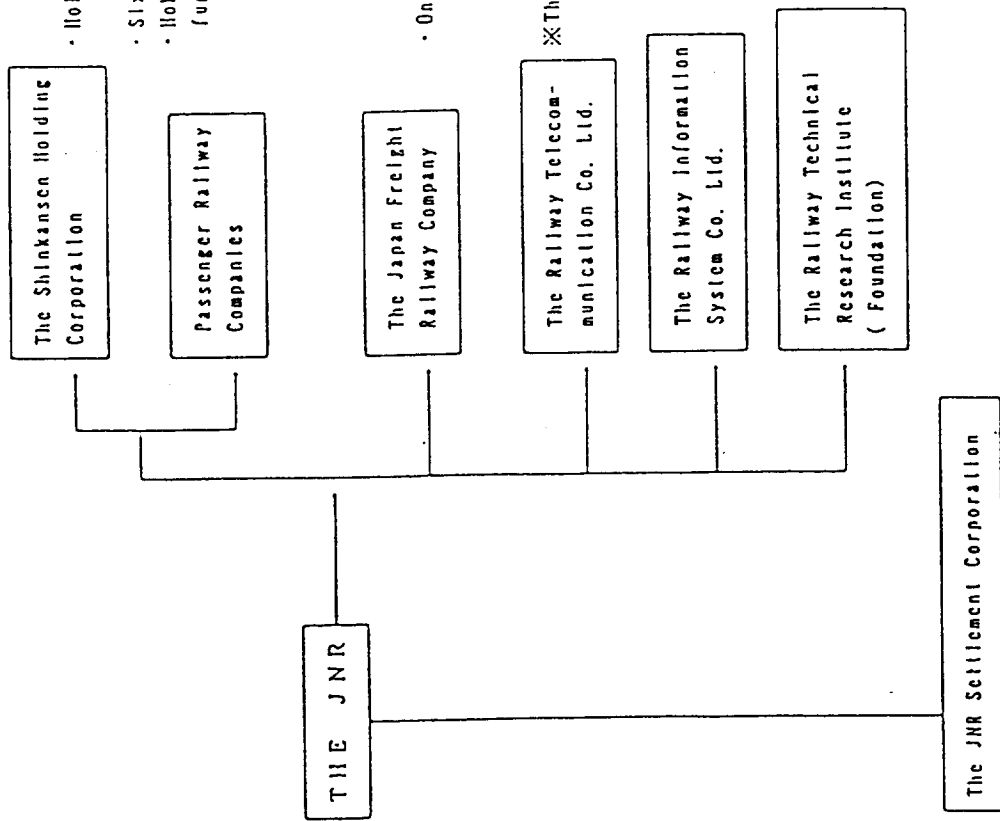 The Shinkansen Holding
Corporation
Passenger Railway
Companies
The Japan Freight
Railway Company
The Railway Telecom-
munication Co. Ltd.
The Railway Information
System Co. Ltd.
The Railway Technical
Research Institute
( Foundation)
THE JNR
The JNR Settlement Corporation
· Hol
· Six
· Hol
· On
※Th